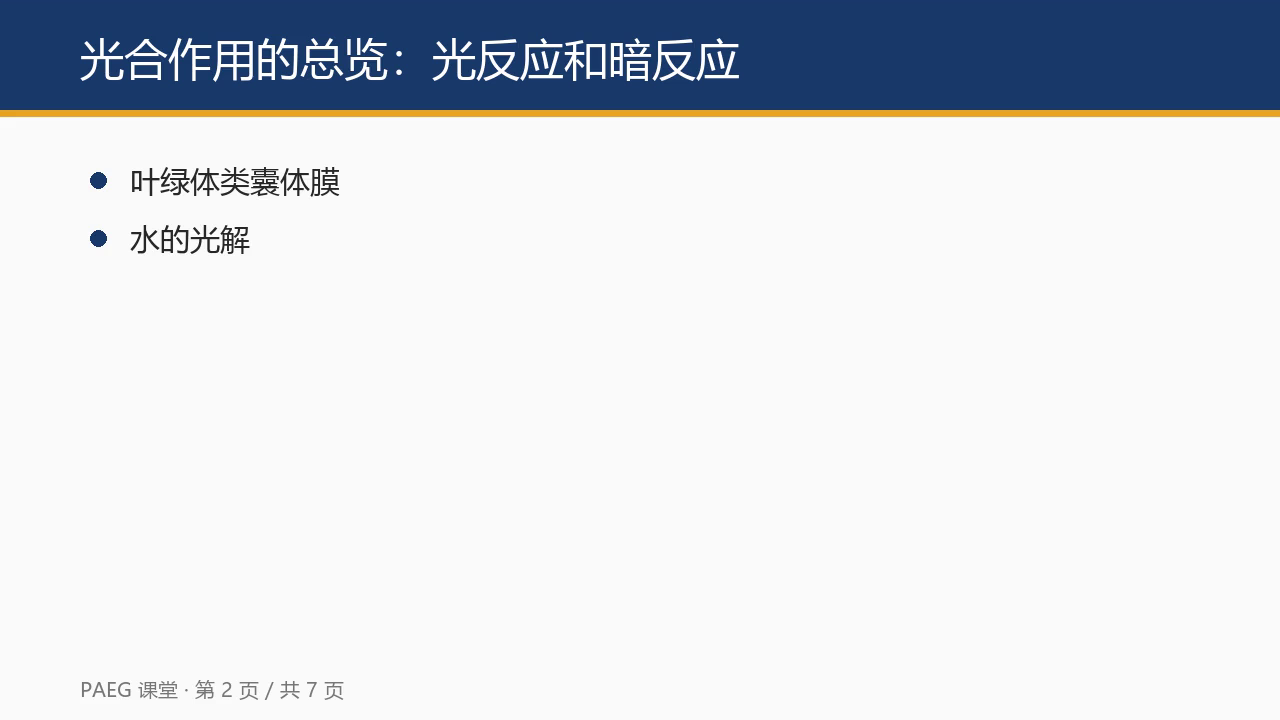 光合作用的总览：光反应和暗反应
叶绿体类囊体膜
水的光解
PAEG 课堂 · 第 2 页 / 共 7 页